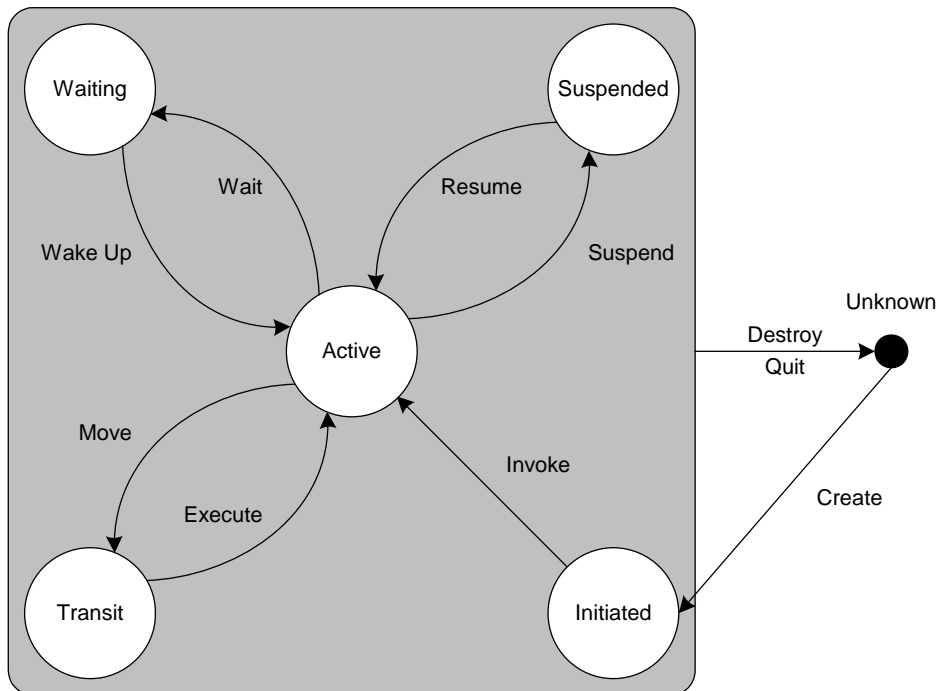 Waiting
Suspended
Wait
Resume
Wake Up
Suspend
Unknown
Active
Destroy
Quit
Move
Invoke
Execute
Create
Transit
Initiated